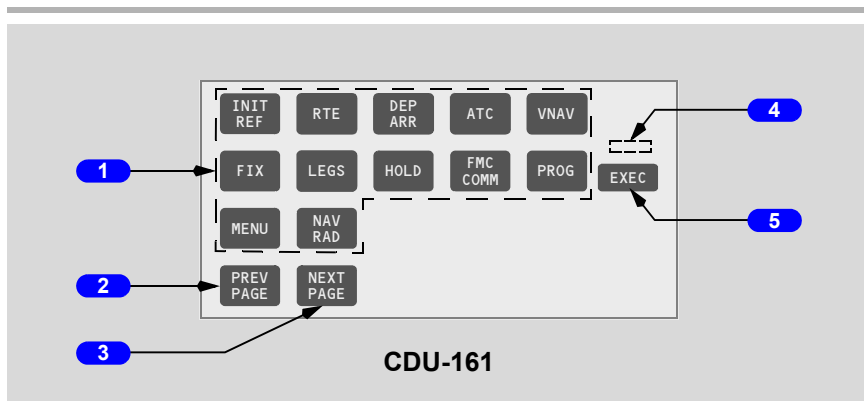 INIT
REF
RTE
DEP
ARR
ATC
VNAV
4
1
FIX
LEGS
HOLD
FMC
COMM
PROG
EXEC
5
MENU
NAV
RAD
2
PREV
PAGE
NEXT
PAGE
3
CDU-161